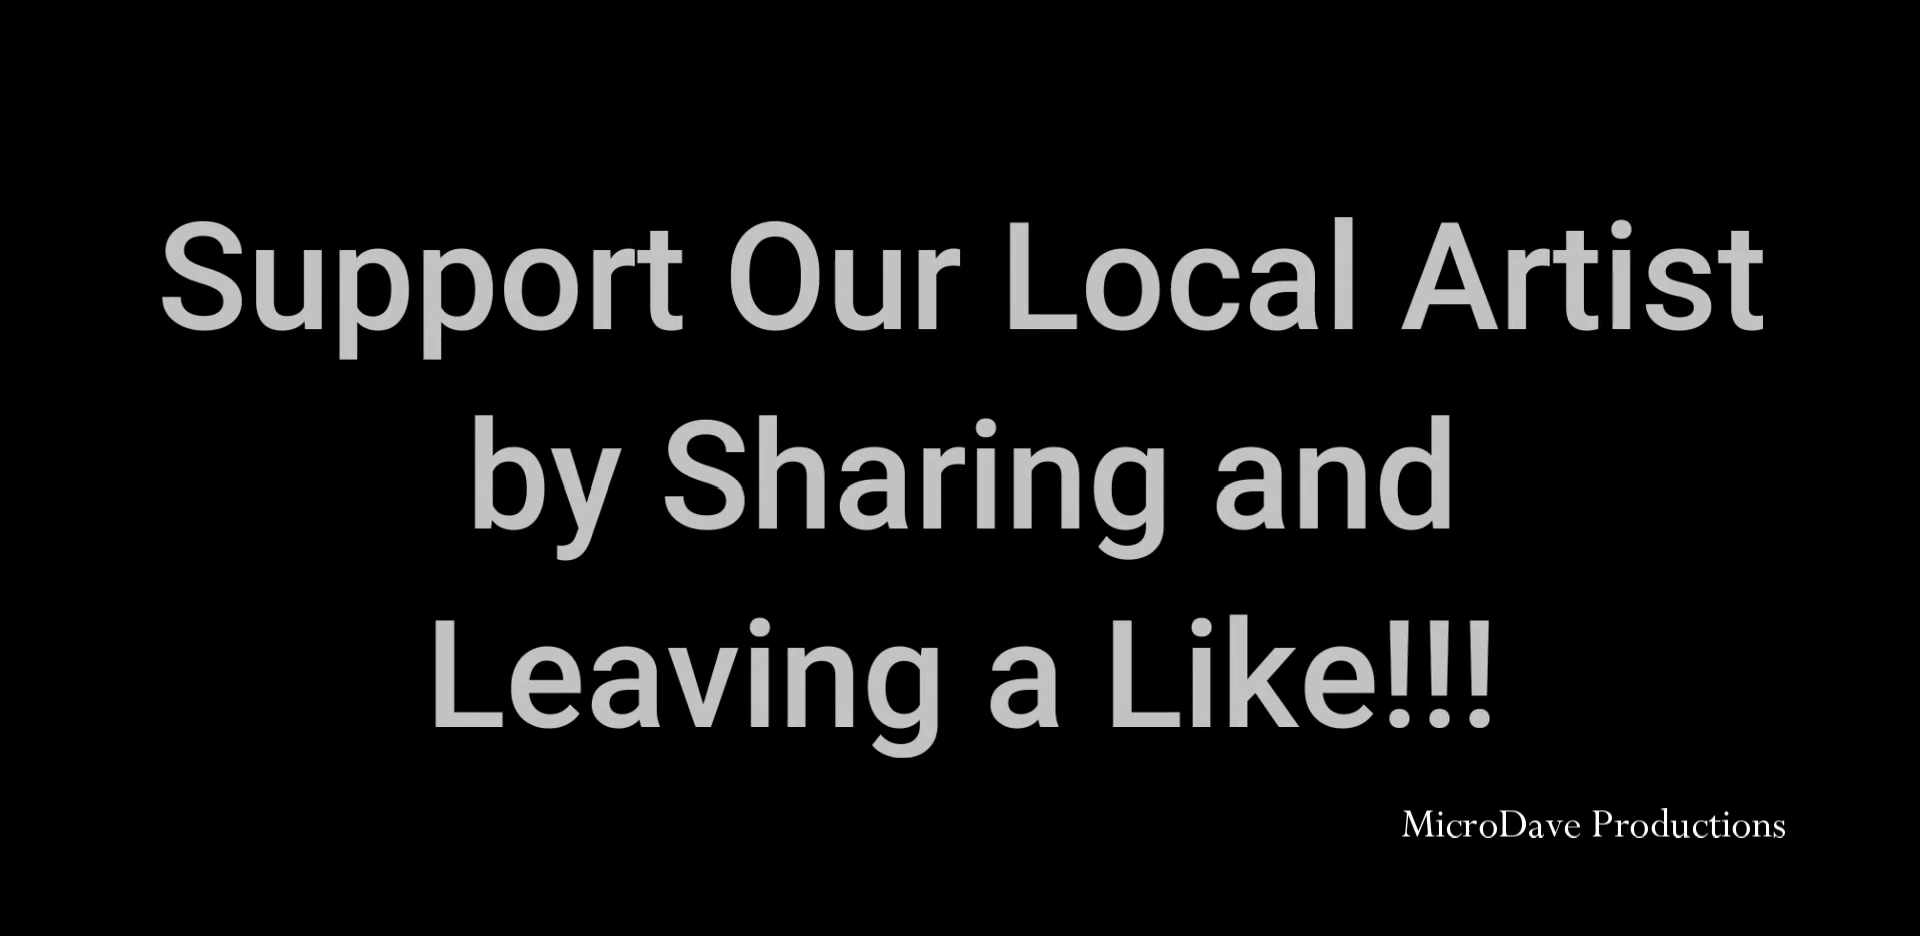 Support Our Local Artist
by Sharing and
Leaving a Like!!!
MicroDave Productions